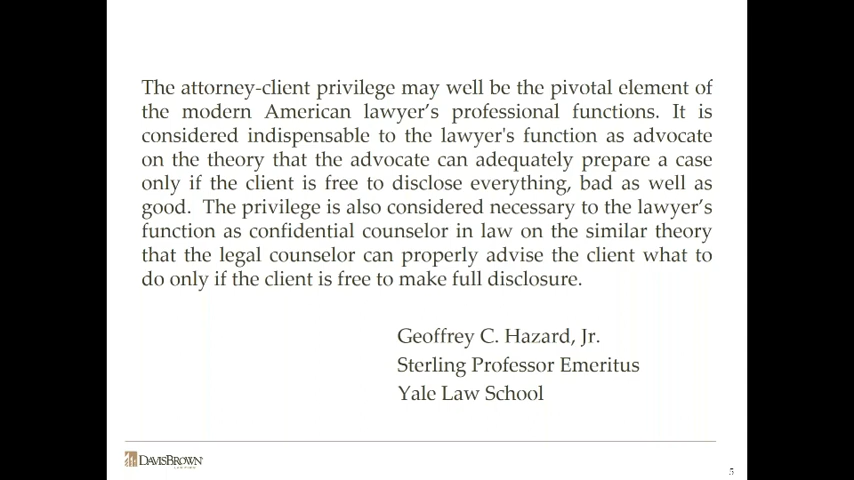 The attorney-client privilege may well be the pivotal element of
the modern American lawyer’s professional functions. It is
considered indispensable to the lawyer's function as advocate
on the theory that the advocate can adequately prepare a case
only if the client is free to disclose everything, bad as well as
good.  The privilege is also considered necessary to the lawyer’s
function as confidential counselor in law on the similar theory
that the legal counselor can properly advise the client what to
do only if the client is free to make full disclosure.
Geoffrey C. Hazard, Jr.
Sterling Professor Emeritus
Yale Law School
DAVISBROWN
5